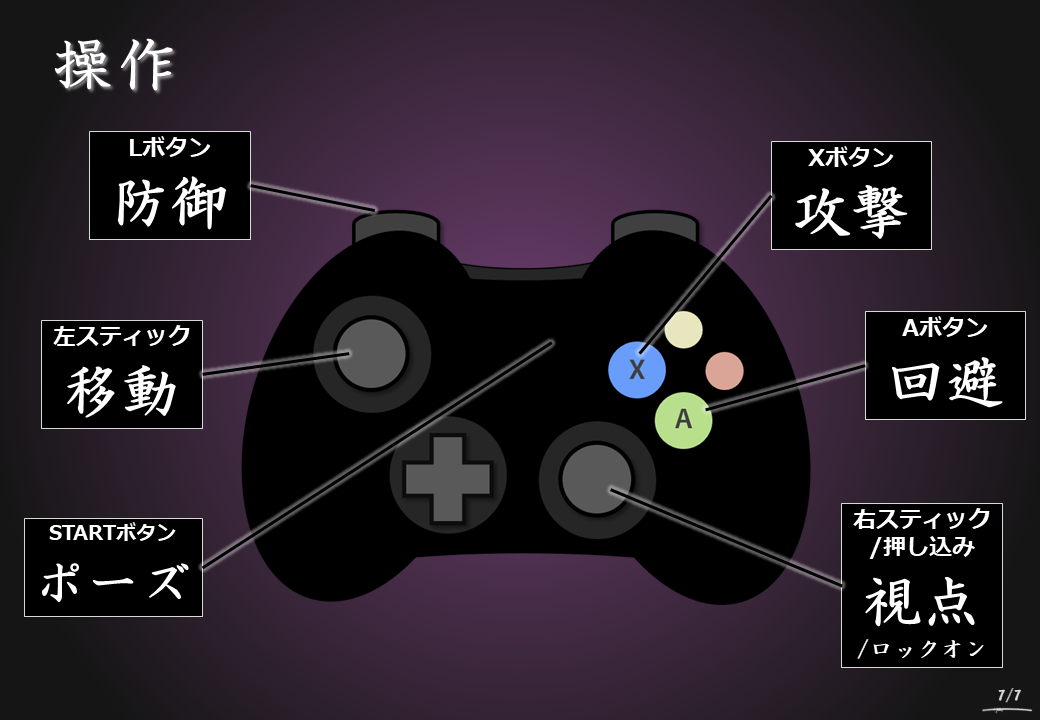 操作
Lボタン
防御
Xボタン
攻撃
左スティック
移動
Aボタン
回避
X
A
STARTボタン
ポーズ
右スティック
/押し込み
視点
/ロックオン
1/1